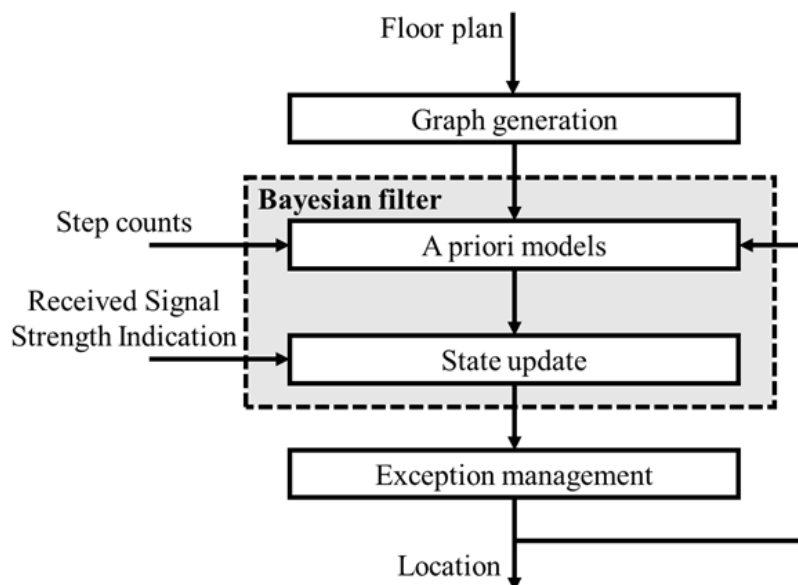 Floor plan
Graph generation
Bayesian filter
Step counts
A priori models
Received Signal
Strength Indication
State update
Exception management
Location